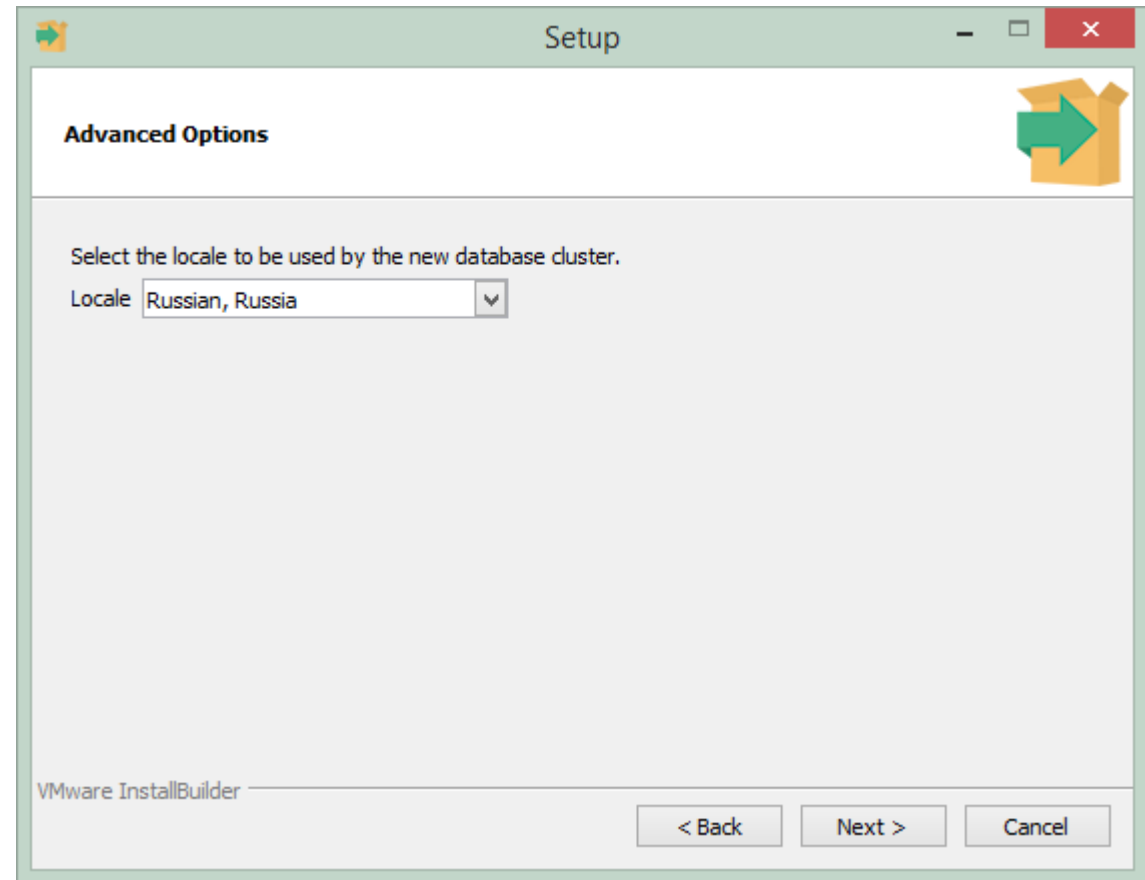 Setup
Advanced Options
Select the locale to be used by the new database cluster.
Locale Russian, Russia
VMware InstallBuilder
< Back Next > Cancel